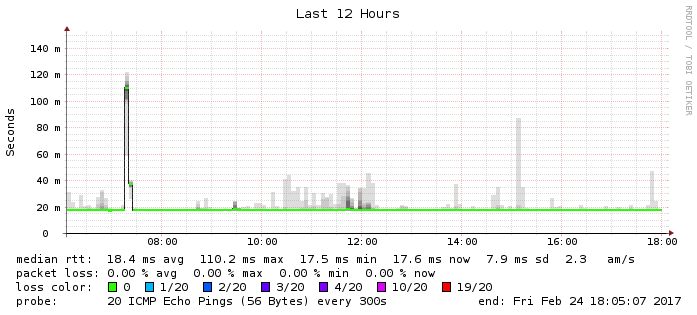 Last 12 Hours
RRDTOOL / TOBI OETIKER
Seconds
140 m
120 m
100 m
80 m
60 m
40 m
20 m
0
08:00 10:00 12:00 14:00 16:00 18:00
median rtt: 18.4 ms avg 110.2 ms max 17.5 ms min 17.6 ms now 7.9 ms sd 2.3 am/s
packet loss: 0.00 % avg 0.00 % max 0.00 % min 0.00 % now
loss color: 0 1/20 2/20 3/20 4/20 10/20 19/20
probe: 20 ICMP Echo Pings (56 Bytes) every 300s end: Fri Feb 24 18:05:07 2017